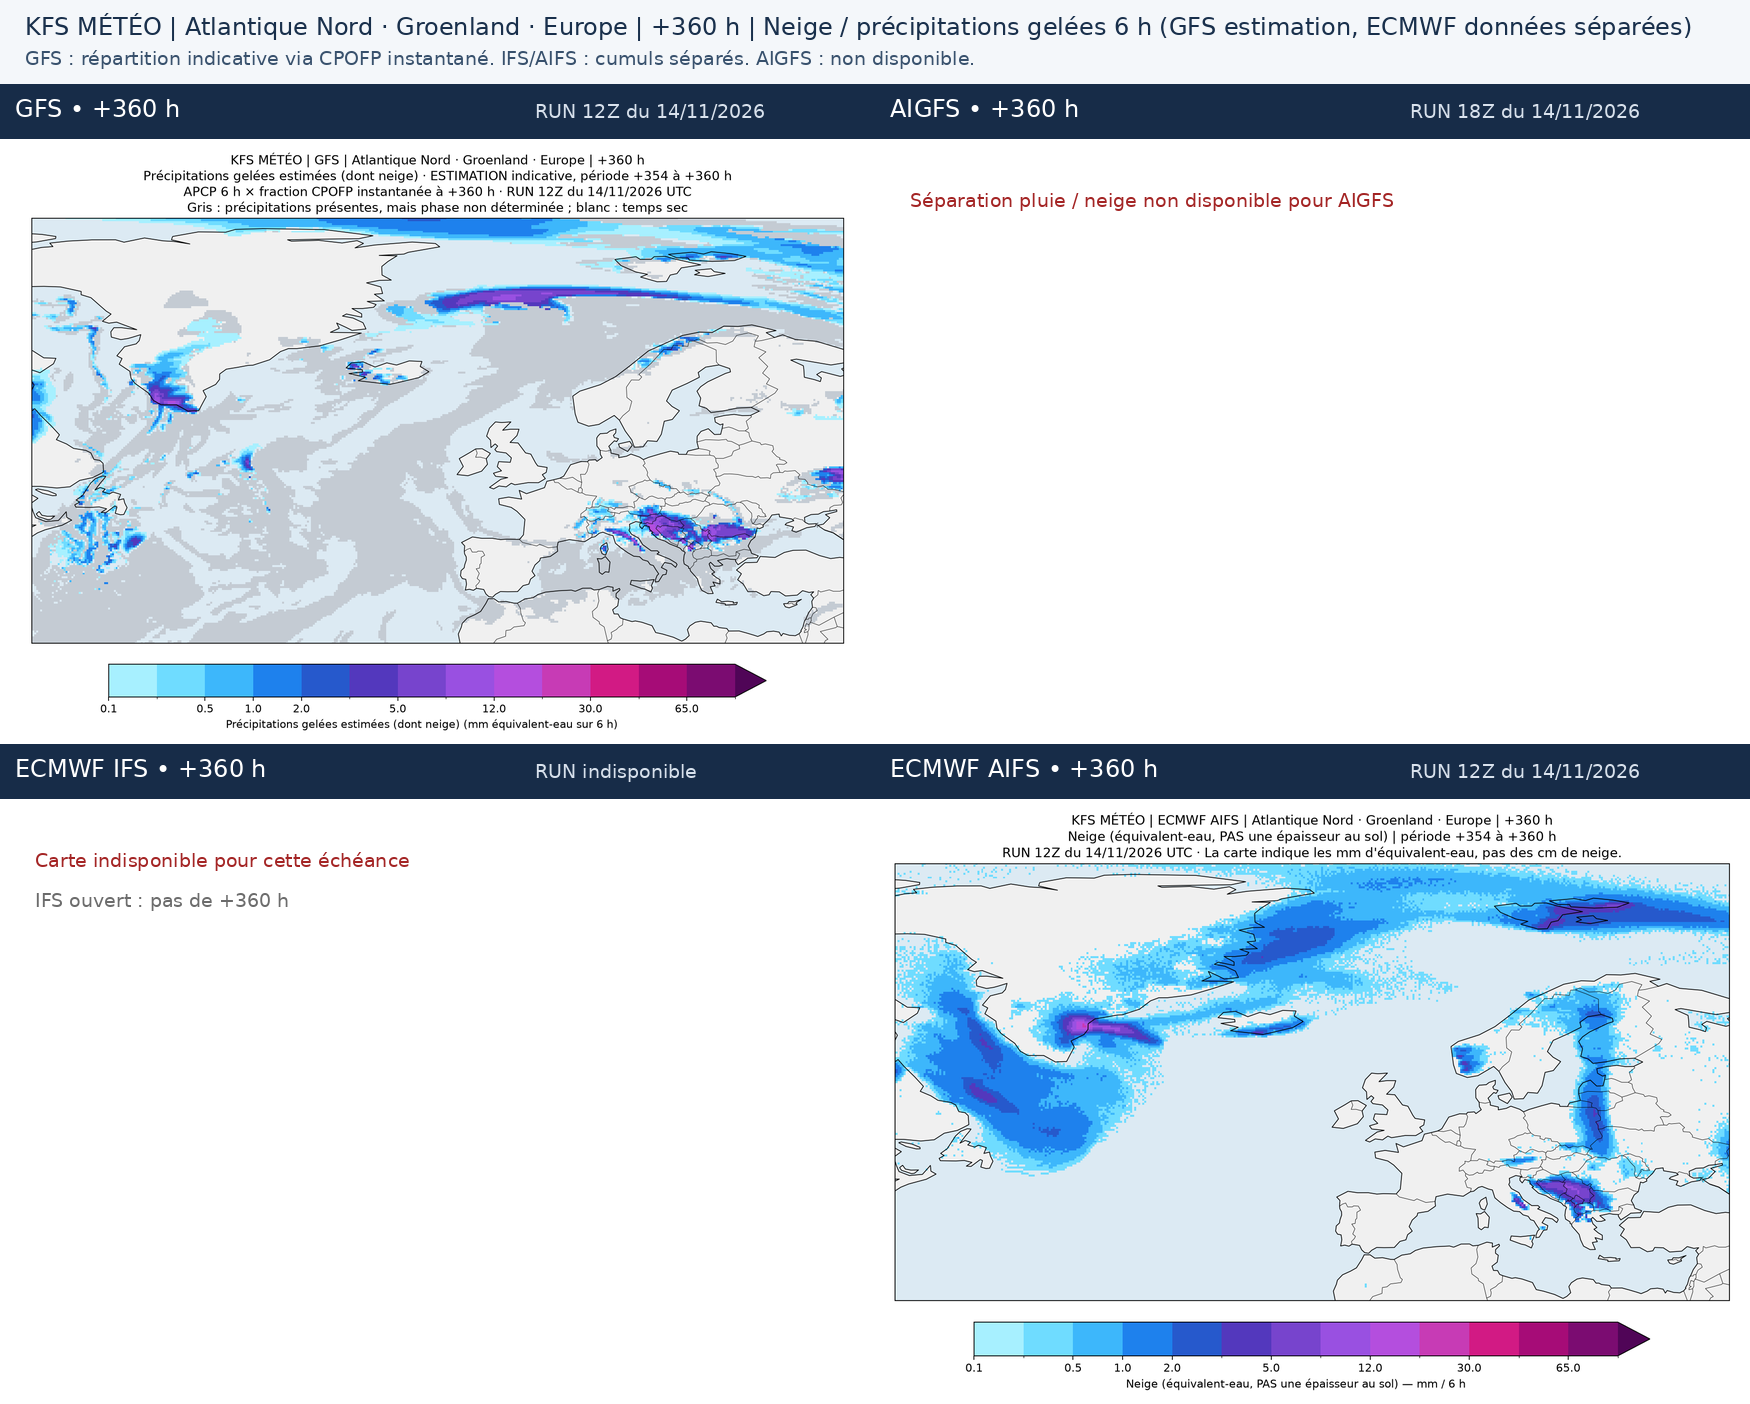 KFS MÉTÉO | Atlantique Nord · Groenland · Europe | +360 h | Neige / précipitations gelées 6 h (GFS estimation, ECMWF données séparées)
GFS : répartition indicative via CPOFP instantané. IFS/AIFS : cumuls séparés. AIGFS : non disponible.
GFS • +360 h
RUN 12Z du 14/11/2026
KFS MÉTÉO | GFS | Atlantique Nord · Groenland · Europe | +360 h
Précipitations gelées estimées (dont neige) · ESTIMATION indicative, période +354 à +360 h
APCP 6 h × fraction CPOFP instantanée à +360 h · RUN 12Z du 14/11/2026 UTC
Gris : précipitations présentes, mais phase non déterminée ; blanc : temps sec
0.1 0.5 1.0 2.0 5.0 12.0 30.0 65.0
Précipitations gelées estimées (dont neige) (mm équivalent-eau sur 6 h)
AIGFS • +360 h
RUN 18Z du 14/11/2026
Séparation pluie / neige non disponible pour AIGFS
ECMWF IFS • +360 h
RUN indisponible
Carte indisponible pour cette échéance
IFS ouvert : pas de +360 h
ECMWF AIFS • +360 h
RUN 12Z du 14/11/2026
KFS MÉTÉO | ECMWF AIFS | Atlantique Nord · Groenland · Europe | +360 h
Neige (équivalent-eau, PAS une épaisseur au sol) | période +354 à +360 h
RUN 12Z du 14/11/2026 UTC · La carte indique les mm d'équivalent-eau, pas des cm de neige.
0.1 0.5 1.0 2.0 5.0 12.0 30.0 65.0
Neige (équivalent-eau, PAS une épaisseur au sol) — mm / 6 h